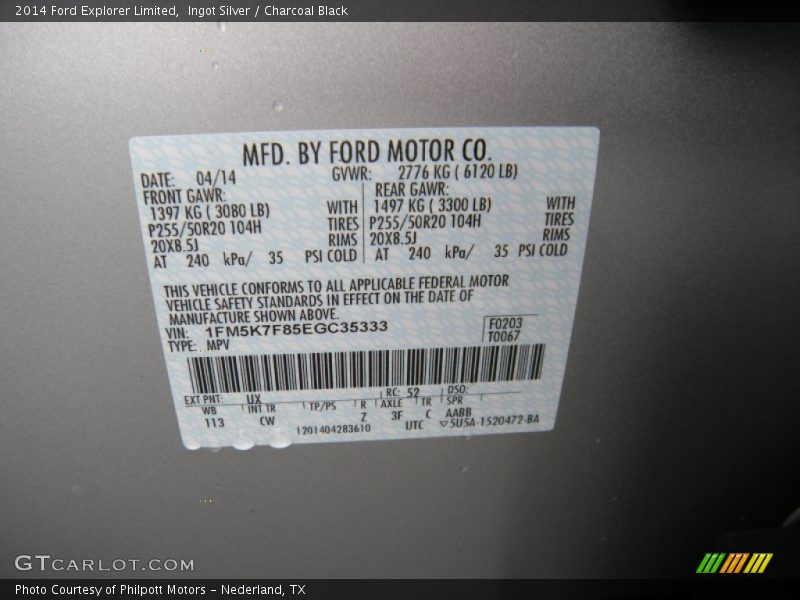 2014 Ford Explorer Limited,  Ingot Silver / Charcoal Black
MFD. BY FORD MOTOR CO.
DATE: 04/14 GVWR: 2776 KG ( 6120 LB)
FRONT GAWR: REAR GAWR:
1397 KG ( 3080 LB) WITH 1497 KG ( 3300 LB) WITH
P255/50R20 104H TIRES P255/50R20 104H TIRES
20X8.5J RIMS 20X8.5J RIMS
AT 240 kPa/ 35 PSI COLD AT 240 kPa/ 35 PSI COLD
THIS VEHICLE CONFORMS TO ALL APPLICABLE FEDERAL MOTOR
VEHICLE SAFETY STANDARDS IN EFFECT ON THE DATE OF
MANUFACTURE SHOWN ABOVE.
VIN: 1FM5K7F85EGC35333 F0203
TYPE: MPV T0067
EXT PNT: UX RC: 52 DSO:
WB INT TR TP/PS R AXLE TR SPR
113 CW Z 3F C AABB
1201404283610 UTC ▽5U5A-1520472-BA
GTCARLOT.COM
Photo Courtesy of Philpott Motors – Nederland, TX